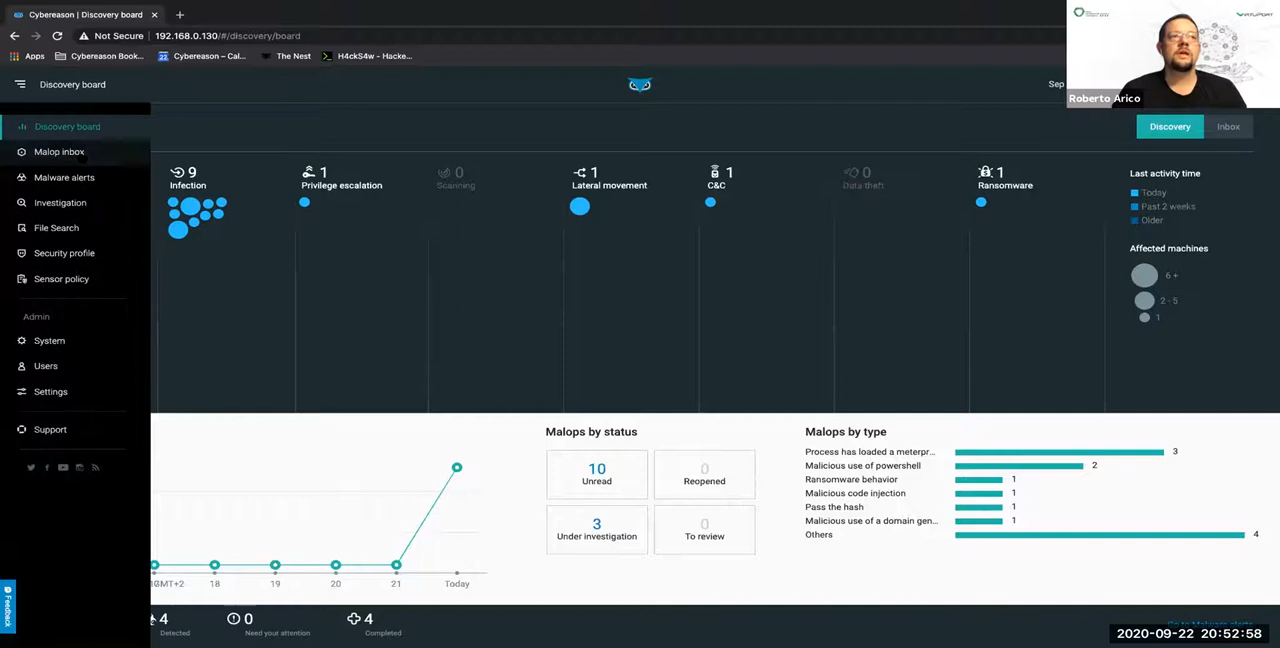 Cybereason | Discovery board
Not Secure | 192.168.0.130/#/discovery/board
Apps
Cybereason Book...
Cybereason – Cal...
The Nest
H4ckS4w – Hacke...
Discovery board
Sep
Roberto Arico
Discovery board
Malop inbox
Malware alerts
Investigation
File Search
Security profile
Sensor policy
Admin
System
Users
Settings
Support
Feedback
Discovery
Inbox
9
Infection
1
Privilege escalation
0
Scanning
1
Lateral movement
1
C&C
0
Data theft
1
Ransomware
Last activity time
Today
Past 2 weeks
Older
Affected machines
6 +
2 - 5
1
GMT+2
18
19
20
21
Today
Malops by status
10
Unread
0
Reopened
3
Under investigation
0
To review
Malops by type
Process has loaded a meterpr... 3
Malicious use of powershell 2
Ransomware behavior 1
Malicious code injection 1
Pass the hash 1
Malicious use of a domain gen... 1
Others 4
4
Detected
0
Need your attention
4
Completed
2020-09-22 20:52:58